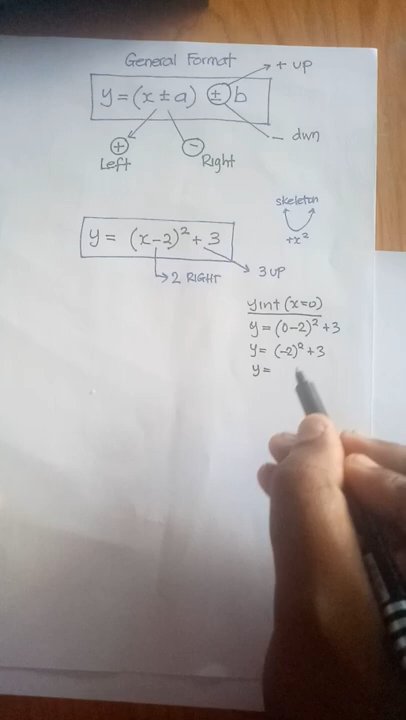 General Format
+ up
y = (x ± a) ± b
− dwn
+ −
Left Right
skeleton
+x²
y = (x−2)² + 3
2 RIGHT
3 UP
yint (x=0)
y = (0−2)² +3
y = (−2)² +3
y =